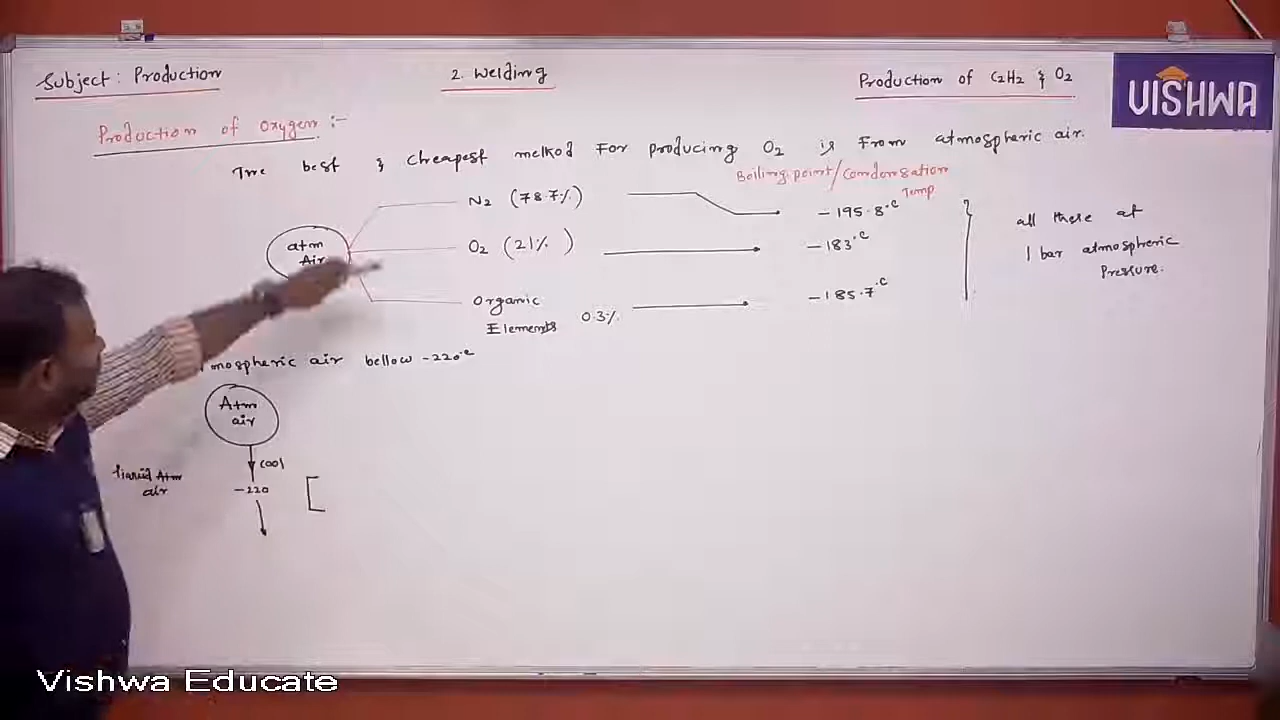 Subject: Production
2. Welding
Production of C2H2 & O2
VISHWA
Production of Oxygen :-
The best & cheapest method For producing O2 is From atmospheric air.
Boiling point/Condensation
Temp
N2 (78.7%)
-195.8°C
atm
Air
O2 (21%)
-183°C
Organic
Elements 0.3%
-185.7°C
all these at
1 bar atmospheric
Pressure.
mospheric air bellow -220°C
Atm
air
cool
liquid Atm
air
-220
Vishwa Educate